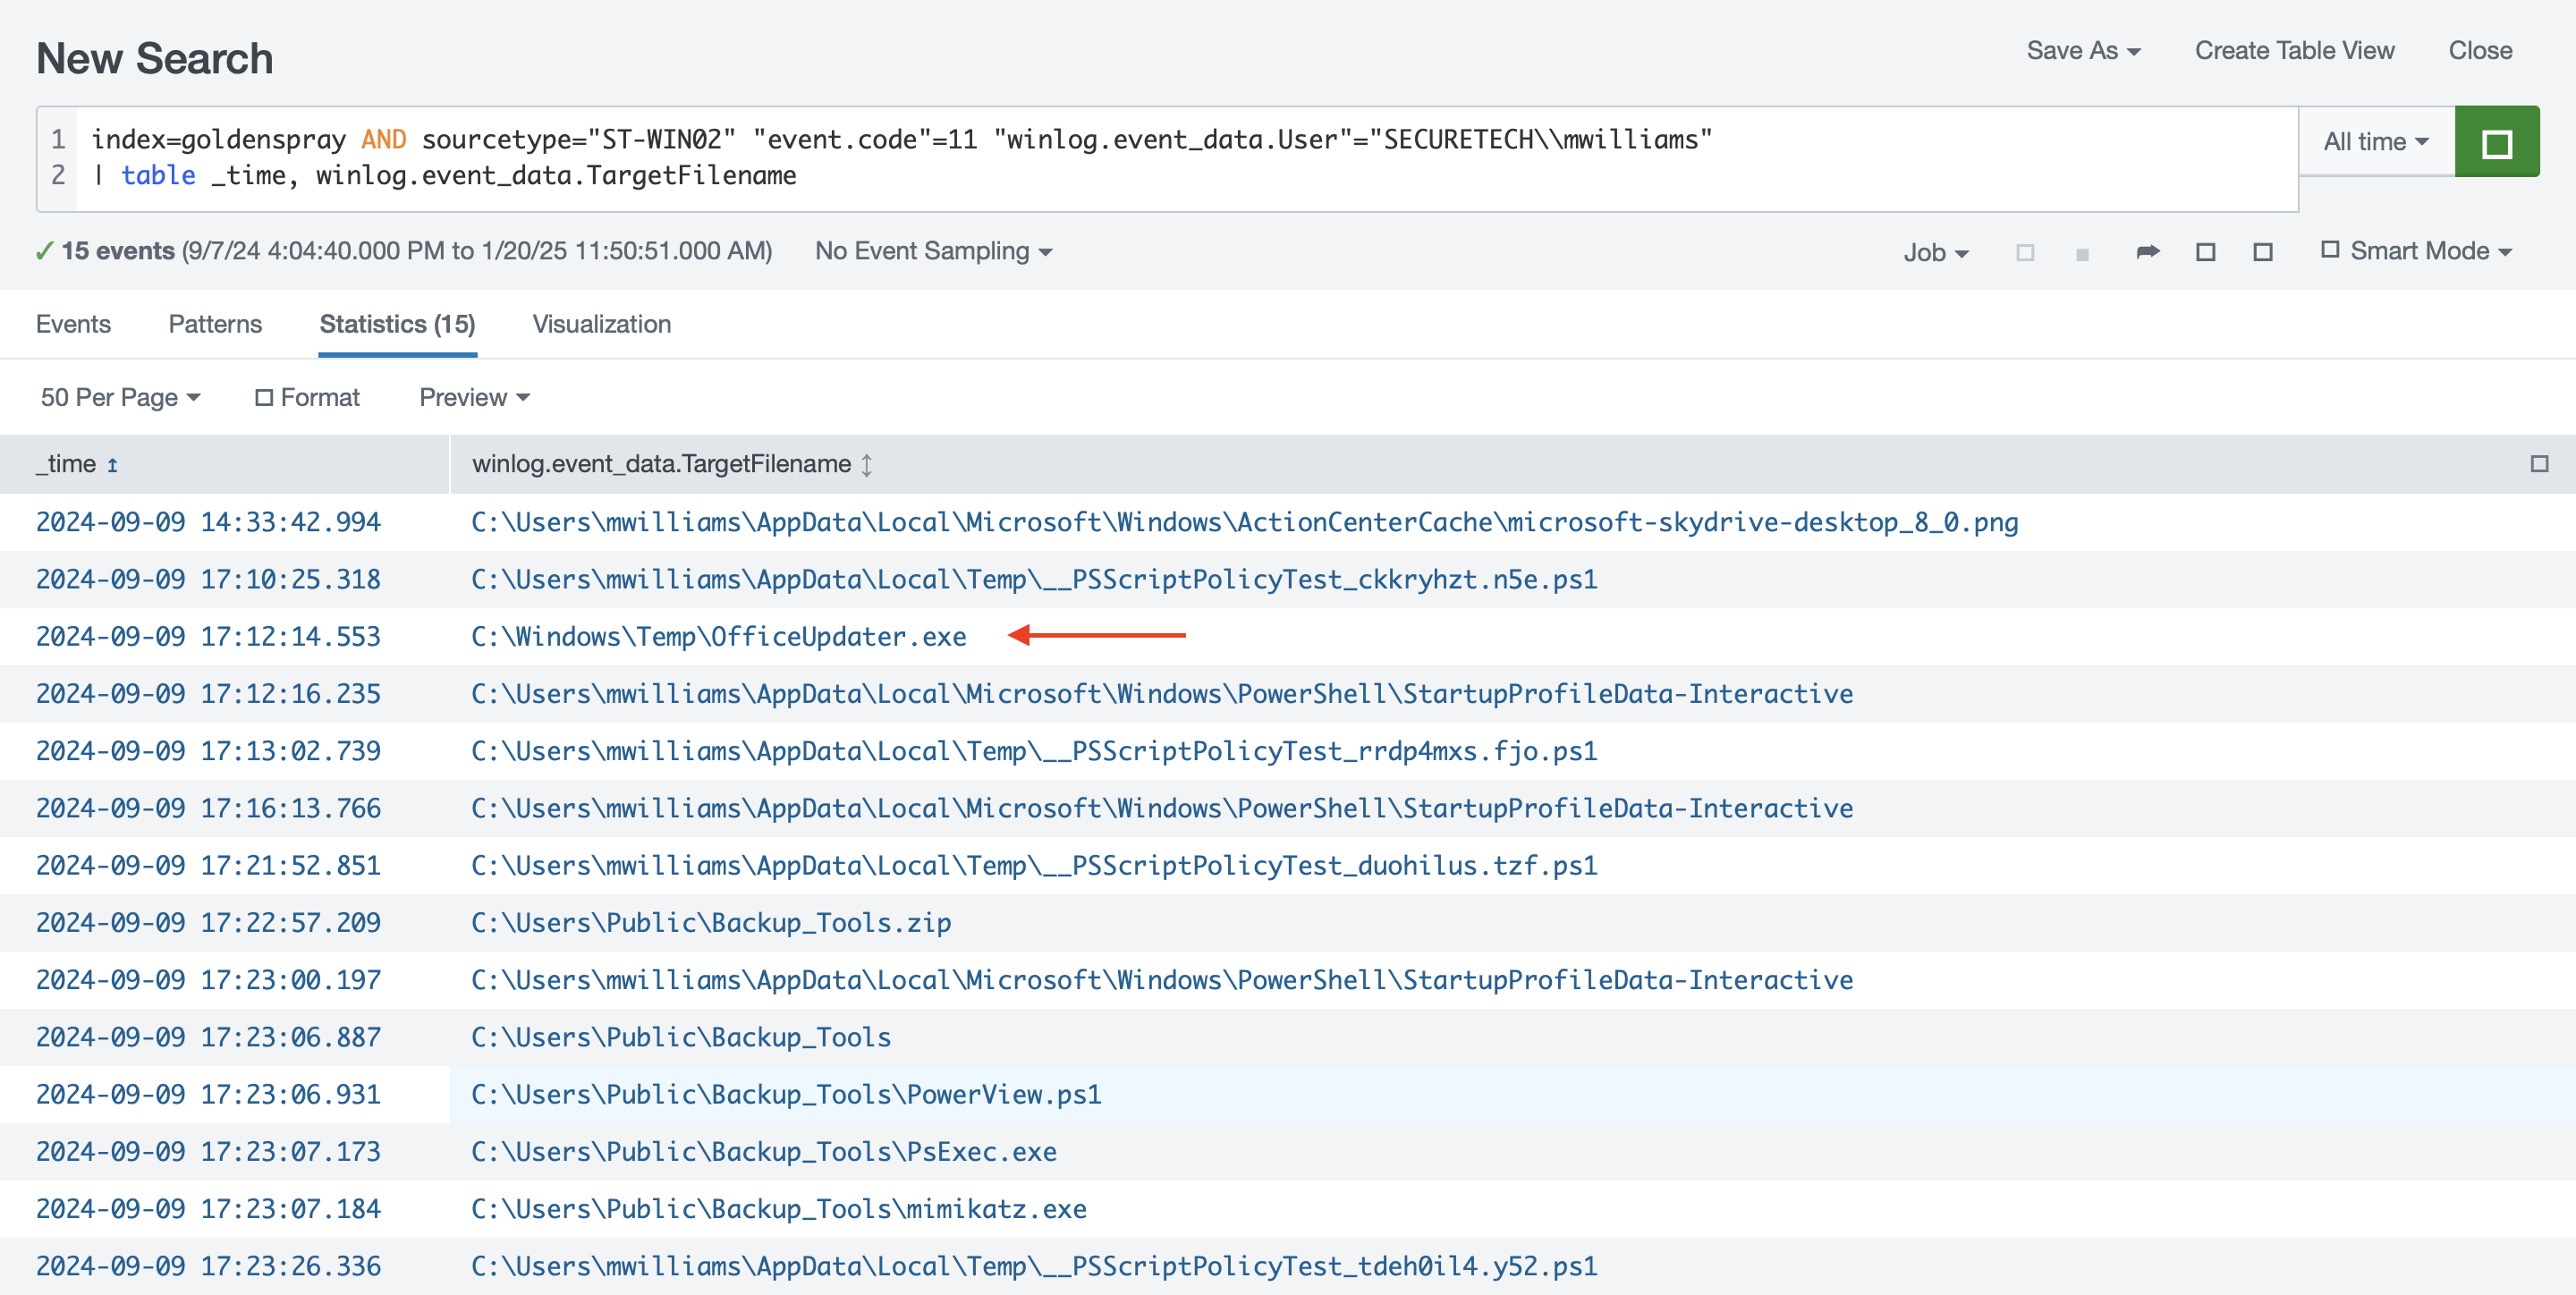 New Search
Save As Create Table View Close
1 index=goldenspray AND sourcetype="ST-WIN02" "event.code"=11 "winlog.event_data.User"="SECURETECH\\mwilliams"
2 | table _time, winlog.event_data.TargetFilename
All time
✓ 15 events (9/7/24 4:04:40.000 PM to 1/20/25 11:50:51.000 AM) No Event Sampling Job Smart Mode
Events Patterns Statistics (15) Visualization
50 Per Page Format Preview
_time winlog.event_data.TargetFilename
2024-09-09 14:33:42.994 C:\Users\mwilliams\AppData\Local\Microsoft\Windows\ActionCenterCache\microsoft-skydrive-desktop_8_0.png
2024-09-09 17:10:25.318 C:\Users\mwilliams\AppData\Local\Temp\__PSScriptPolicyTest_ckkryhzt.n5e.ps1
2024-09-09 17:12:14.553 C:\Windows\Temp\OfficeUpdater.exe
2024-09-09 17:12:16.235 C:\Users\mwilliams\AppData\Local\Microsoft\Windows\PowerShell\StartupProfileData-Interactive
2024-09-09 17:13:02.739 C:\Users\mwilliams\AppData\Local\Temp\__PSScriptPolicyTest_rrdp4mxs.fjo.ps1
2024-09-09 17:16:13.766 C:\Users\mwilliams\AppData\Local\Microsoft\Windows\PowerShell\StartupProfileData-Interactive
2024-09-09 17:21:52.851 C:\Users\mwilliams\AppData\Local\Temp\__PSScriptPolicyTest_duohilus.tzf.ps1
2024-09-09 17:22:57.209 C:\Users\Public\Backup_Tools.zip
2024-09-09 17:23:00.197 C:\Users\mwilliams\AppData\Local\Microsoft\Windows\PowerShell\StartupProfileData-Interactive
2024-09-09 17:23:06.887 C:\Users\Public\Backup_Tools
2024-09-09 17:23:06.931 C:\Users\Public\Backup_Tools\PowerView.ps1
2024-09-09 17:23:07.173 C:\Users\Public\Backup_Tools\PsExec.exe
2024-09-09 17:23:07.184 C:\Users\Public\Backup_Tools\mimikatz.exe
2024-09-09 17:23:26.336 C:\Users\mwilliams\AppData\Local\Temp\__PSScriptPolicyTest_tdeh0il4.y52.ps1